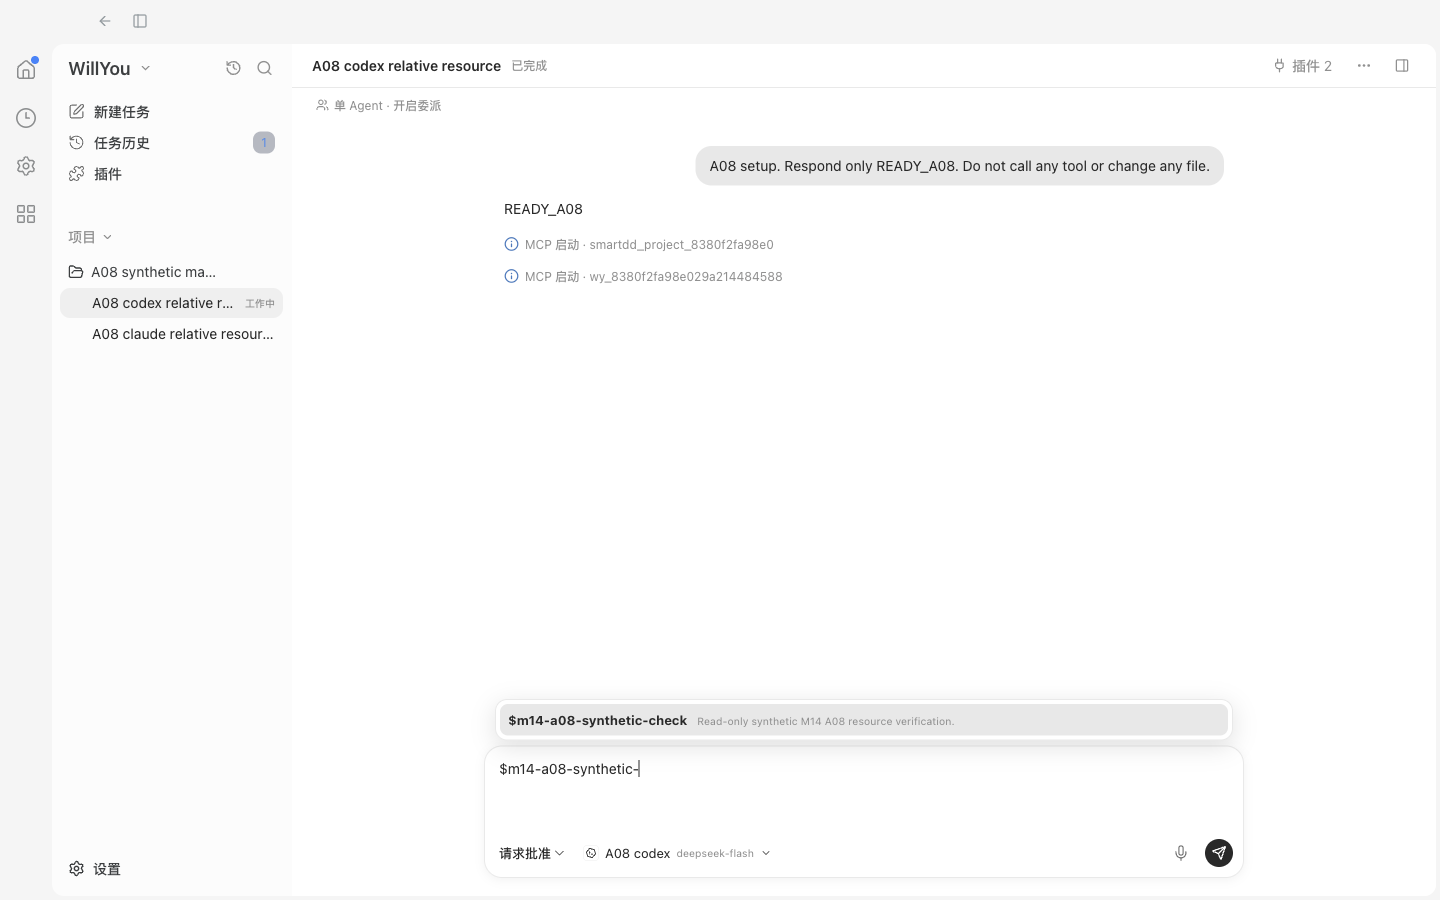 WillYou
新建任务
任务历史
1
插件
项目
A08 synthetic ma...
A08 codex relative r...
工作中
A08 claude relative resour...
设置
A08 codex relative resource 已完成
插件 2
单 Agent · 开启委派
A08 setup. Respond only READY_A08. Do not call any tool or change any file.
READY_A08
MCP 启动 · smartdd_project_8380f2fa98e0
MCP 启动 · wy_8380f2fa98e029a214484588
$m14-a08-synthetic-check Read-only synthetic M14 A08 resource verification.
$m14-a08-synthetic-
请求批准
A08 codex deepseek-flash